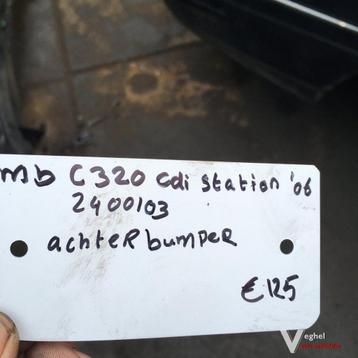 mb C320 cdi station '06
2400103
achterbumper
€125
Veghel